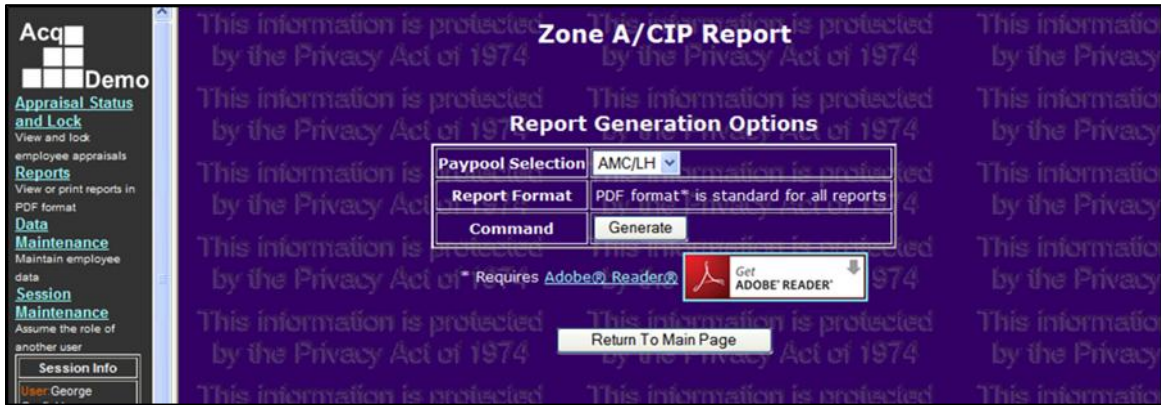 Acq
Demo
Appraisal Status
and Lock
View and lock
employee appraisals
Reports
View or print reports in
PDF format
Data
Maintenance
Maintain employee
data
Session
Maintenance
Assume the role of
another user
Session Info
User:George
Zone A/CIP Report
Report Generation Options
Paypool Selection AMC/LH
Report Format PDF format* is standard for all reports
Command Generate
* Requires Adobe® Reader® Get
ADOBE® READER®
Return To Main Page
This information is protected
by the Privacy Act of 1974